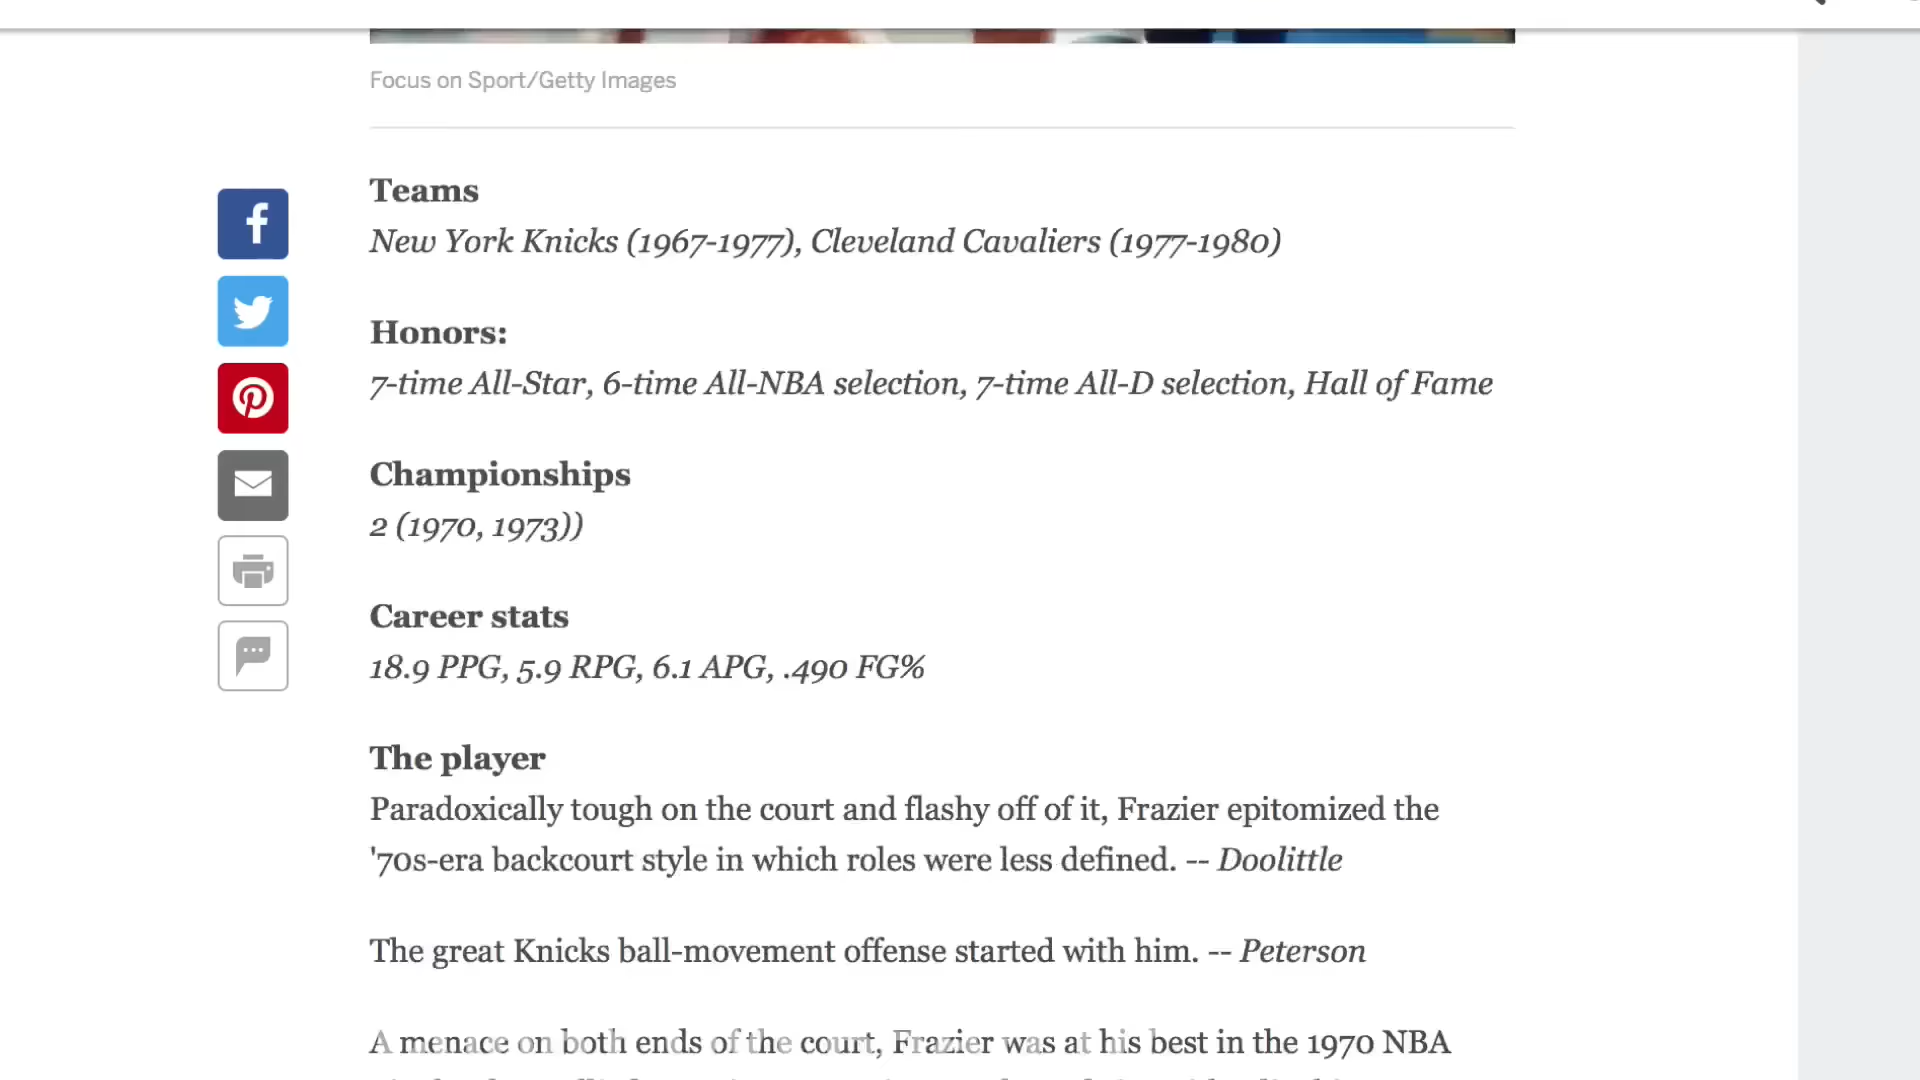 Focus on Sport/Getty Images
Teams
New York Knicks (1967-1977), Cleveland Cavaliers (1977-1980)
Honors:
7-time All-Star, 6-time All-NBA selection, 7-time All-D selection, Hall of Fame
Championships
2 (1970, 1973))
Career stats
18.9 PPG, 5.9 RPG, 6.1 APG, .490 FG%
The player
Paradoxically tough on the court and flashy off of it, Frazier epitomized the
'70s-era backcourt style in which roles were less defined. -- Doolittle
The great Knicks ball-movement offense started with him. -- Peterson
A menace on both ends of the court, Frazier was at his best in the 1970 NBA